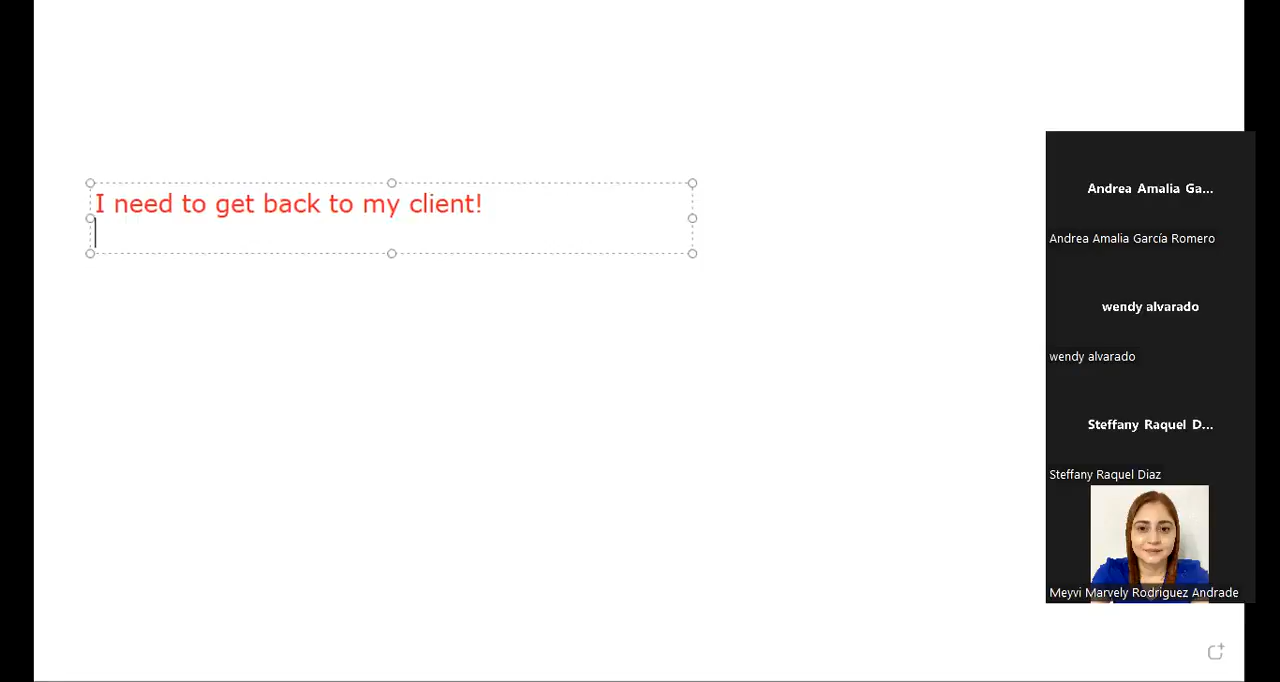 I need to get back to my client!
Andrea Amalia Ga...
Andrea Amalia García Romero
wendy alvarado
wendy alvarado
Steffany Raquel D...
Steffany Raquel Diaz
Meyvi Marvely Rodriguez Andrade